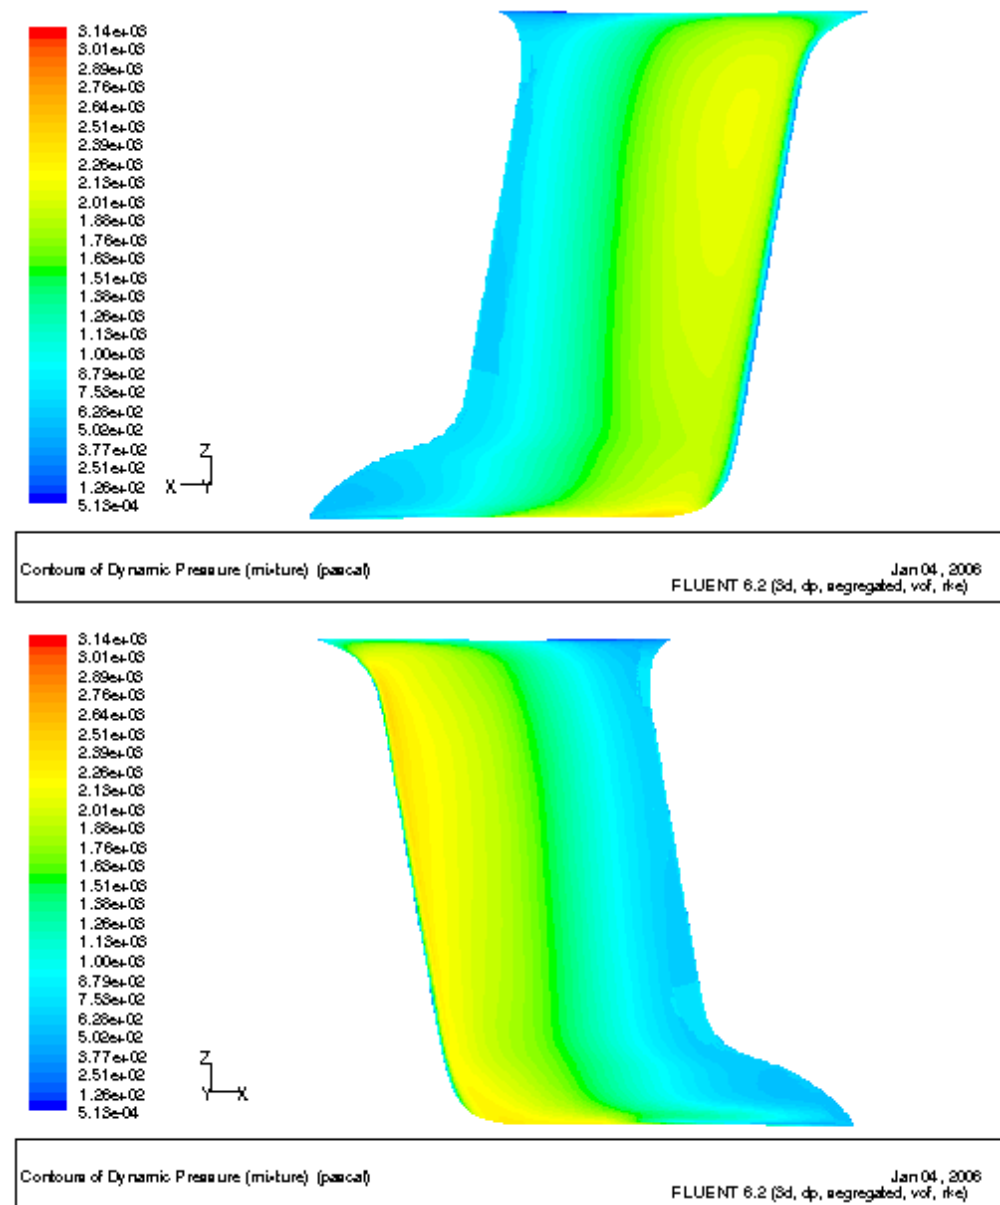 3.14e+03
3.01e+03
2.89e+03
2.76e+03
2.64e+03
2.51e+03
2.39e+03
2.26e+03
2.13e+03
2.01e+03
1.88e+03
1.76e+03
1.63e+03
1.51e+03
1.38e+03
1.26e+03
1.13e+03
1.00e+03
8.79e+02
7.53e+02
6.28e+02
5.02e+02
3.77e+02
2.51e+02
1.26e+02
5.13e-04
Z
X Y
Contours of Dynamic Pressure (mixture) (pascal)
Jan 04, 2006
FLUENT 6.2 (3d, dp, segregated, vof, rke)
3.14e+03
3.01e+03
2.89e+03
2.76e+03
2.64e+03
2.51e+03
2.39e+03
2.26e+03
2.13e+03
2.01e+03
1.88e+03
1.76e+03
1.63e+03
1.51e+03
1.38e+03
1.26e+03
1.13e+03
1.00e+03
8.79e+02
7.53e+02
6.28e+02
5.02e+02
3.77e+02
2.51e+02
1.26e+02
5.13e-04
Z
Y X
Contours of Dynamic Pressure (mixture) (pascal)
Jan 04, 2006
FLUENT 6.2 (3d, dp, segregated, vof, rke)